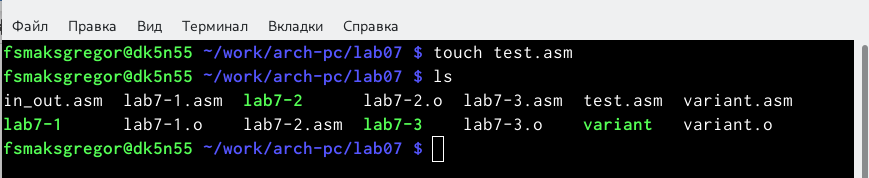 Файл Правка Вид Терминал Вкладки Справка
fsmaksgregor@dk5n55 ~/work/arch-pc/lab07 $ touch test.asm
fsmaksgregor@dk5n55 ~/work/arch-pc/lab07 $ ls
in_out.asm lab7-1.asm lab7-2 lab7-2.o lab7-3.asm test.asm variant.asm
lab7-1 lab7-1.o lab7-2.asm lab7-3 lab7-3.o variant variant.o
fsmaksgregor@dk5n55 ~/work/arch-pc/lab07 $